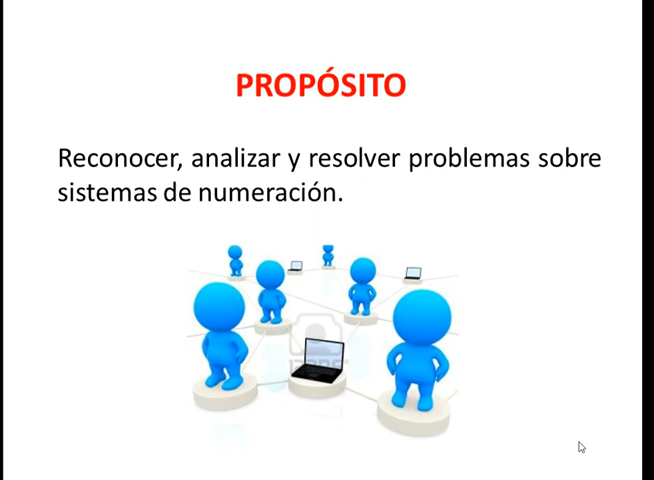 PROPÓSITO
Reconocer, analizar y resolver problemas sobre
sistemas de numeración.